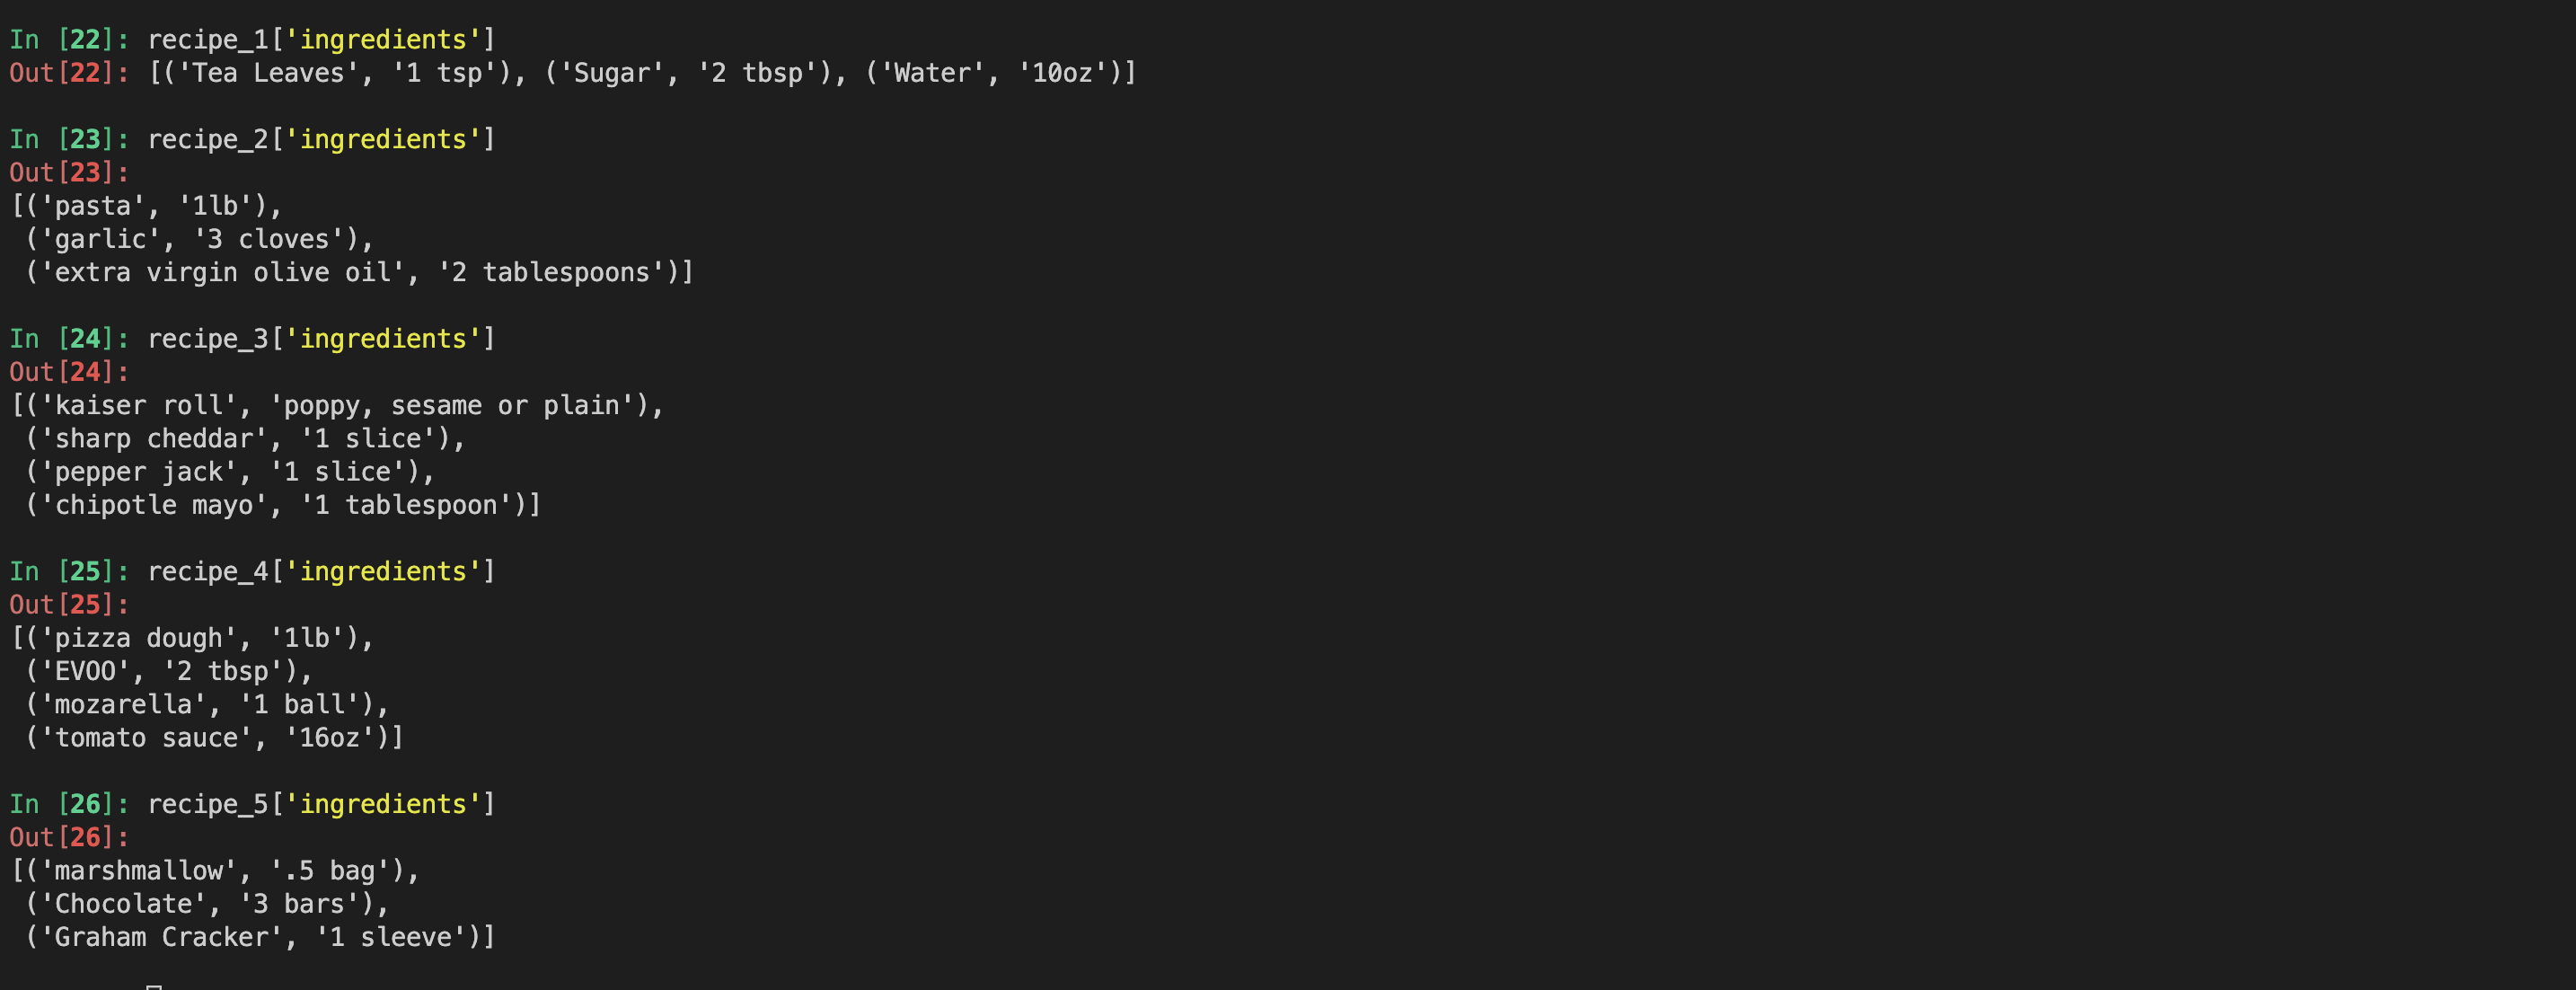 In [22]: recipe_1['ingredients']
Out[22]: [('Tea Leaves', '1 tsp'), ('Sugar', '2 tbsp'), ('Water', '10oz')]
In [23]: recipe_2['ingredients']
Out[23]:
[('pasta', '1lb'),
 ('garlic', '3 cloves'),
 ('extra virgin olive oil', '2 tablespoons')]
In [24]: recipe_3['ingredients']
Out[24]:
[('kaiser roll', 'poppy, sesame or plain'),
 ('sharp cheddar', '1 slice'),
 ('pepper jack', '1 slice'),
 ('chipotle mayo', '1 tablespoon')]
In [25]: recipe_4['ingredients']
Out[25]:
[('pizza dough', '1lb'),
 ('EVOO', '2 tbsp'),
 ('mozarella', '1 ball'),
 ('tomato sauce', '16oz')]
In [26]: recipe_5['ingredients']
Out[26]:
[('marshmallow', '.5 bag'),
 ('Chocolate', '3 bars'),
 ('Graham Cracker', '1 sleeve')]